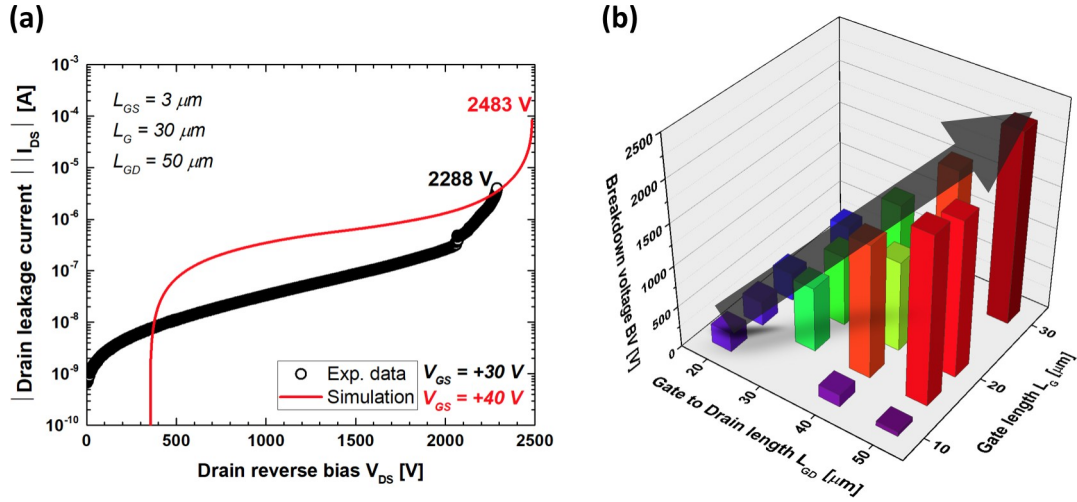 (a)
|Drain leakage current | |I_DS| [A]
10^-3
10^-4
10^-5
10^-6
10^-7
10^-8
10^-9
10^-10
L_GS = 3 μm
L_G = 30 μm
L_GD = 50 μm
2483 V
2288 V
Exp. data V_GS = +30 V
Simulation V_GS = +40 V
0 500 1000 1500 2000 2500
Drain reverse bias V_DS [V]
(b)
Breakdown voltage BV [V]
2500
2000
1500
1000
500
0
20
30
40
50
Gate to Drain length L_GD [μm]
10
20
30
Gate length L_G [μm]